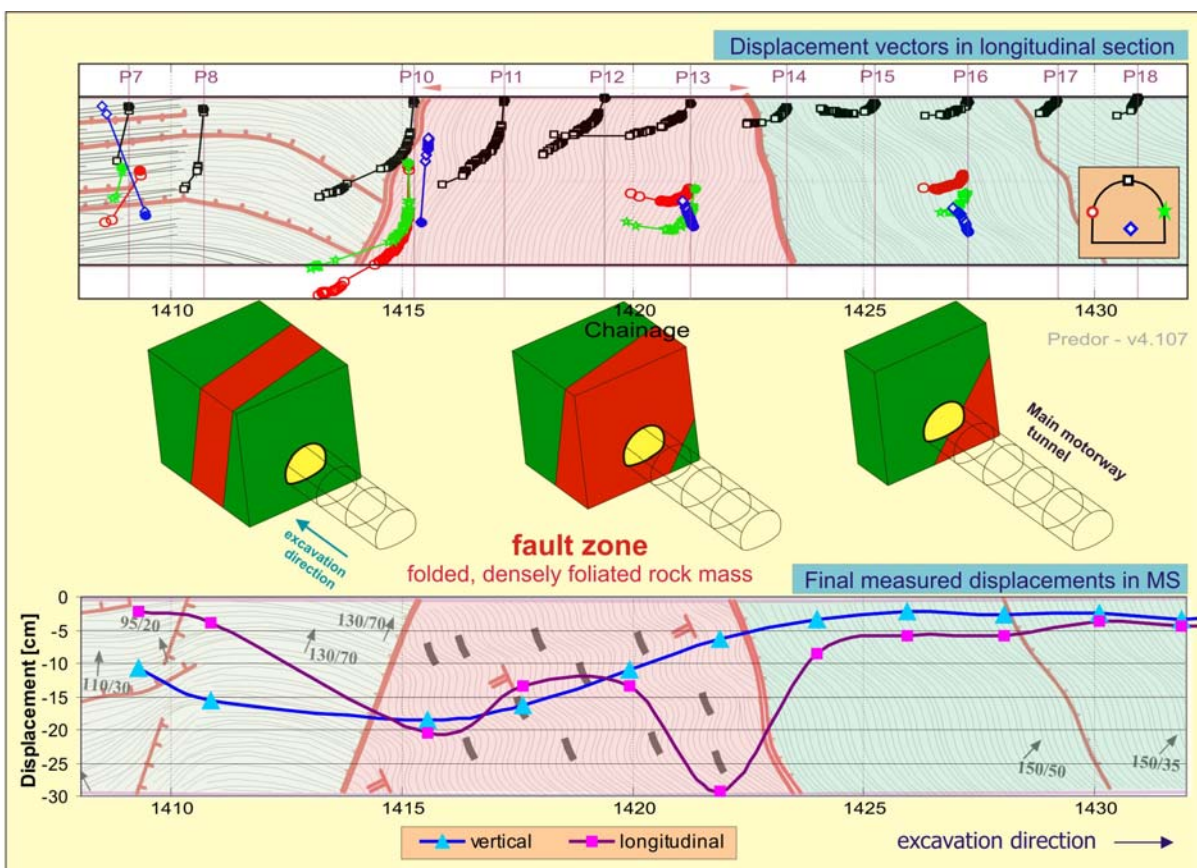 Displacement vectors in longitudinal section
P7 P8 P10 P11 P12 P13 P14 P15 P16 P17 P18
1410 1415 1420 1425 1430
Chainage
Predor - v4.107
Main motorway
tunnel
excavation
direction
fault zone
folded, densely foliated rock mass
Final measured displacements in MS
Displacement [cm]
0
-5
-10
-15
-20
-25
-30
95/20
110/30
130/70
130/70
150/50
150/35
1410 1415 1420 1425 1430
vertical longitudinal
excavation direction